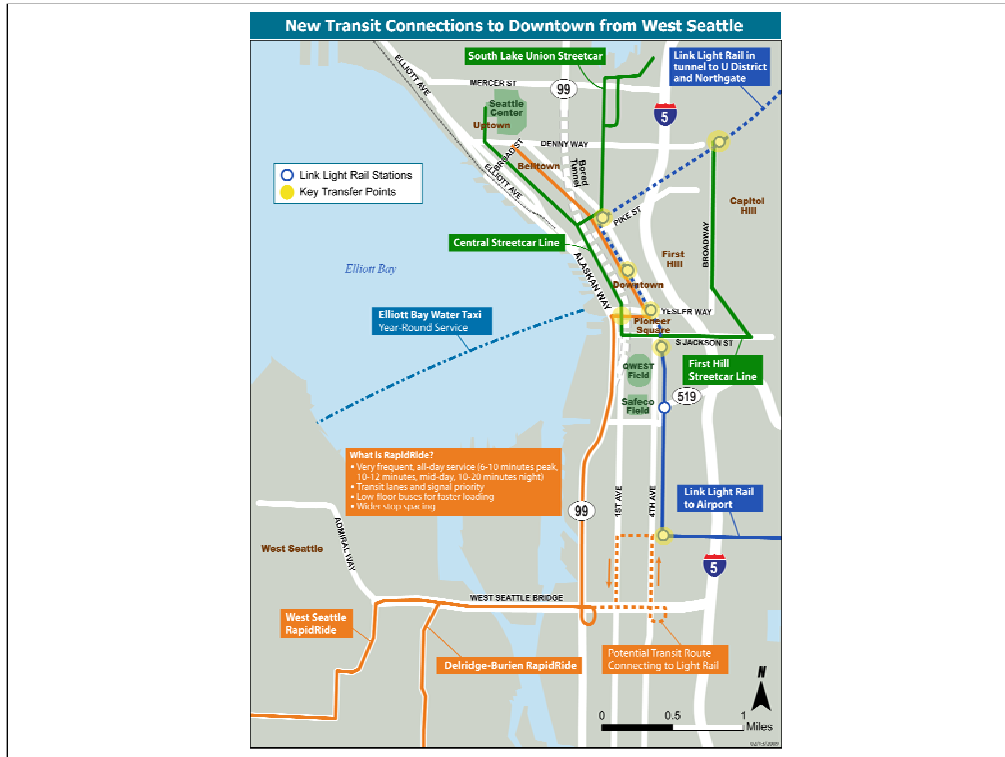 New Transit Connections to Downtown from West Seattle
South Lake Union Streetcar
Link Light Rail in
tunnel to U District
and Northgate
ELLIOTT AVE
MERCER ST
99
5
Seattle
Center
Uptown
BROAD ST
DENNY WAY
Belltown
Bored
Tunnel
ELLIOTT AVE
Link Light Rail Stations
Key Transfer Points
PIKE ST
Capitol
Hill
BROADWAY
Central Streetcar Line
First
Hill
Elliott Bay
ALASKAN WAY
Downtown
Elliott Bay Water Taxi
Year-Round Service
YESLER WAY
Pioneer
Square
S JACKSON ST
QWEST
Field
First Hill
Streetcar Line
519
Safeco
Field
What is RapidRide?
• Very frequent, all-day service (6-10 minutes peak,
10-12 minutes, mid-day, 10-20 minutes night)
• Transit lanes and signal priority
• Low floor buses for faster loading
• Wider stop spacing
99
1ST AVE
4TH AVE
Link Light Rail
to Airport
ADMIRAL WAY
West Seattle
5
WEST SEATTLE BRIDGE
West Seattle
RapidRide
Delridge-Burien RapidRide
Potential Transit Route
Connecting to Light Rail
N
0 0.5 1
Miles